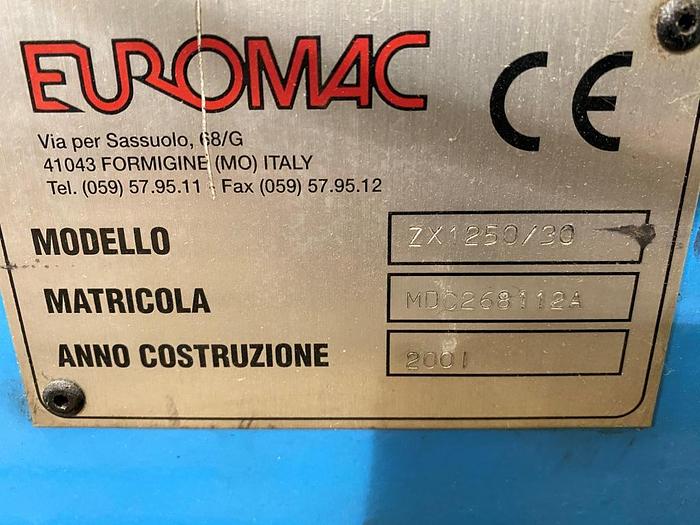 EUROMAC
CE
Via per Sassuolo, 68/G
41043 FORMIGINE (MO) ITALY
Tel. (059) 57.95.11 - Fax (059) 57.95.12
MODELLO ZX1250/30
MATRICOLA MDC268112A
ANNO COSTRUZIONE 2001